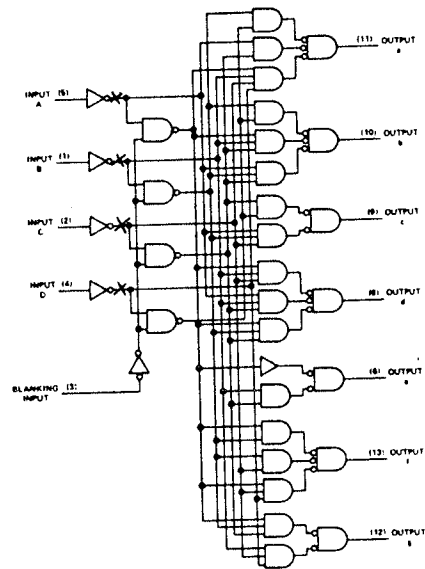 (11) OUTPUT
a
INPUT (5)
A
(10) OUTPUT
b
INPUT (1)
B
INPUT (2)
C
(9) OUTPUT
c
INPUT (4)
D
(8) OUTPUT
d
(6) OUTPUT
e
BLANKING (3)
INPUT
(13) OUTPUT
f
(12) OUTPUT
g